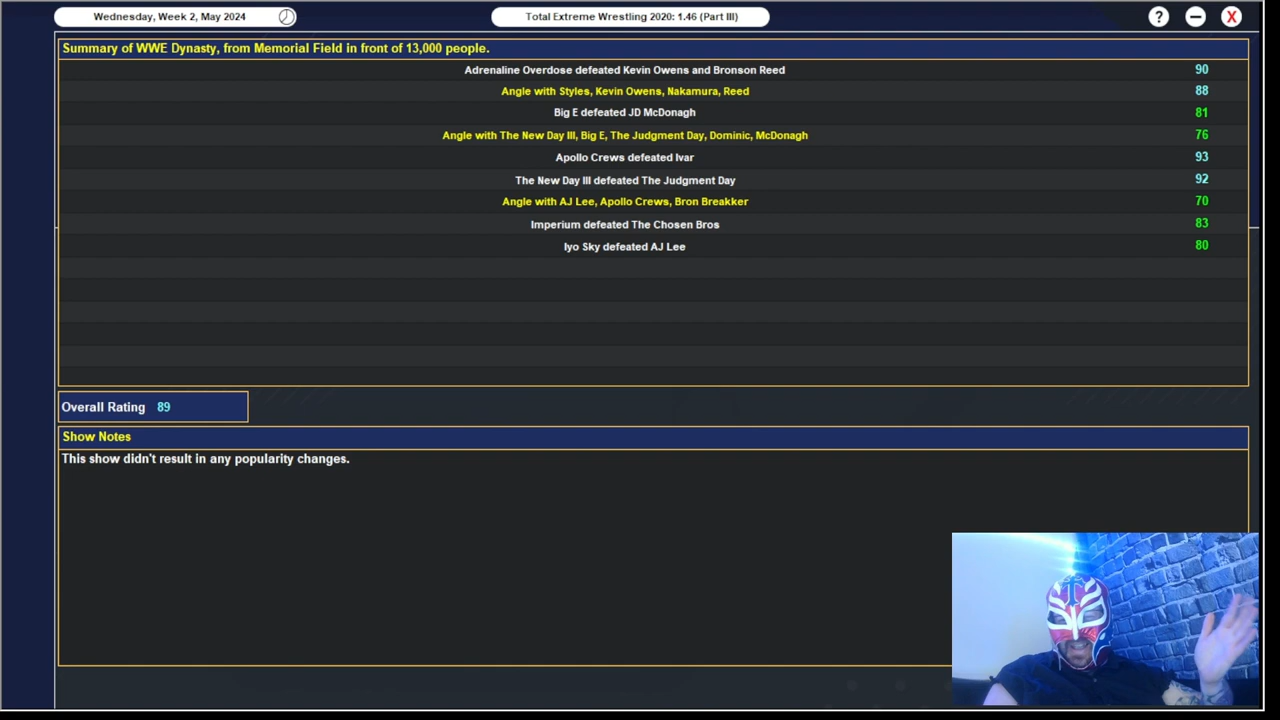 Wednesday, Week 2, May 2024
Total Extreme Wrestling 2020: 1.46 (Part III)
?
X
Summary of WWE Dynasty, from Memorial Field in front of 13,000 people.
Adrenaline Overdose defeated Kevin Owens and Bronson Reed 90
Angle with Styles, Kevin Owens, Nakamura, Reed 88
Big E defeated JD McDonagh 81
Angle with The New Day III, Big E, The Judgment Day, Dominic, McDonagh 76
Apollo Crews defeated Ivar 93
The New Day III defeated The Judgment Day 92
Angle with AJ Lee, Apollo Crews, Bron Breakker 70
Imperium defeated The Chosen Bros 83
Iyo Sky defeated AJ Lee 80
Overall Rating 89
Show Notes
This show didn't result in any popularity changes.